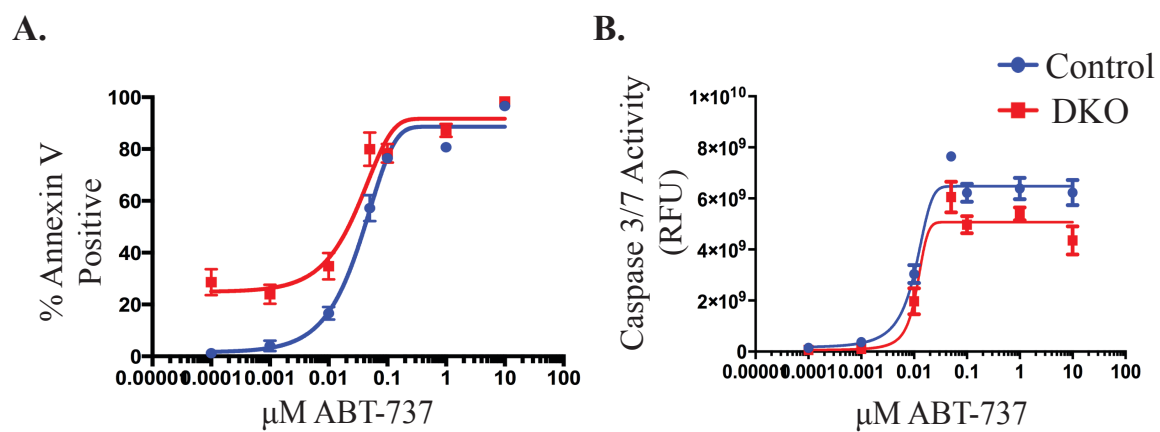 A.
% Annexin V
Positive
100
80
60
40
20
0
0.00001 0.0001 0.001 0.01 0.1 1 10 100
μM ABT-737
B.
Control
DKO
Caspase 3/7 Activity
(RFU)
1×10¹⁰
8×10⁹
6×10⁹
4×10⁹
2×10⁹
0
0.00001 0.0001 0.001 0.01 0.1 1 10 100
μM ABT-737